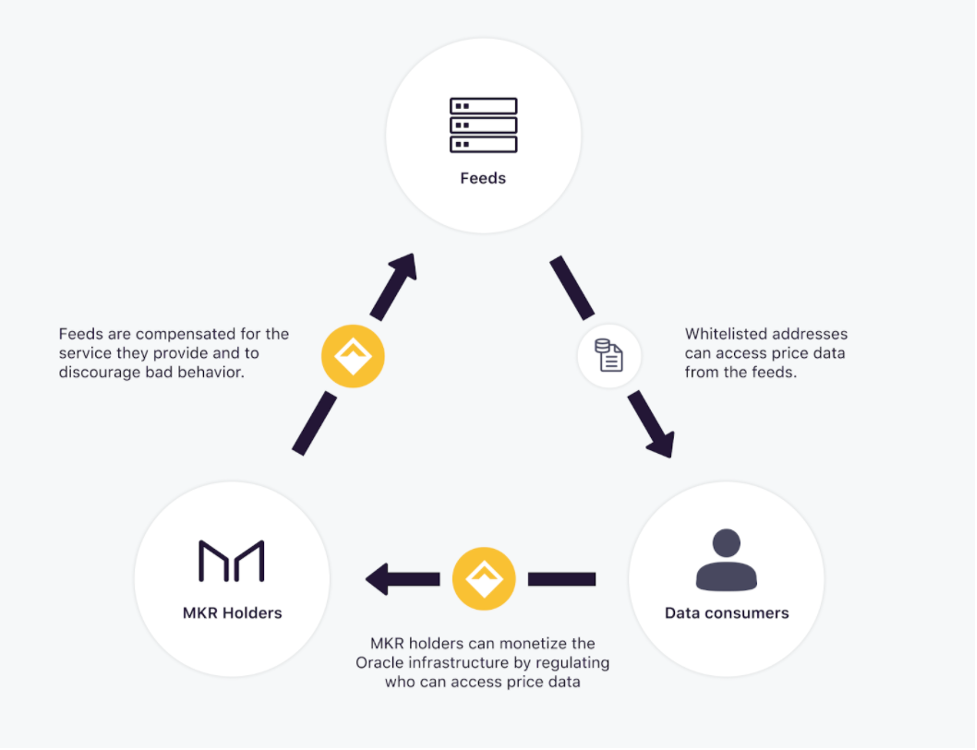 Feeds
Feeds are compensated for the
service they provide and to
discourage bad behavior.
Whitelisted addresses
can access price data
from the feeds.
MKR Holders
Data consumers
MKR holders can monetize the
Oracle infrastructure by regulating
who can access price data